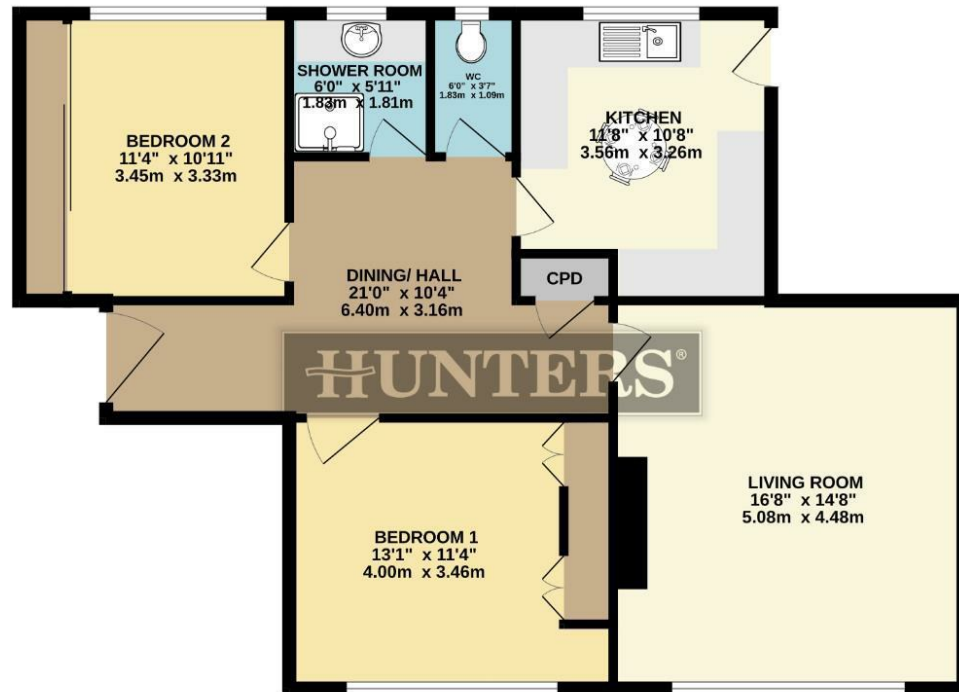 SHOWER ROOM
6'0" x 5'11"
1.83m x 1.81m
WC
6'0" x 3'7"
1.83m x 1.09m
KITCHEN
11'8" x 10'8"
3.56m x 3.26m
BEDROOM 2
11'4" x 10'11"
3.45m x 3.33m
DINING/ HALL
21'0" x 10'4"
6.40m x 3.16m
CPD
HUNTERS®
LIVING ROOM
16'8" x 14'8"
5.08m x 4.48m
BEDROOM 1
13'1" x 11'4"
4.00m x 3.46m